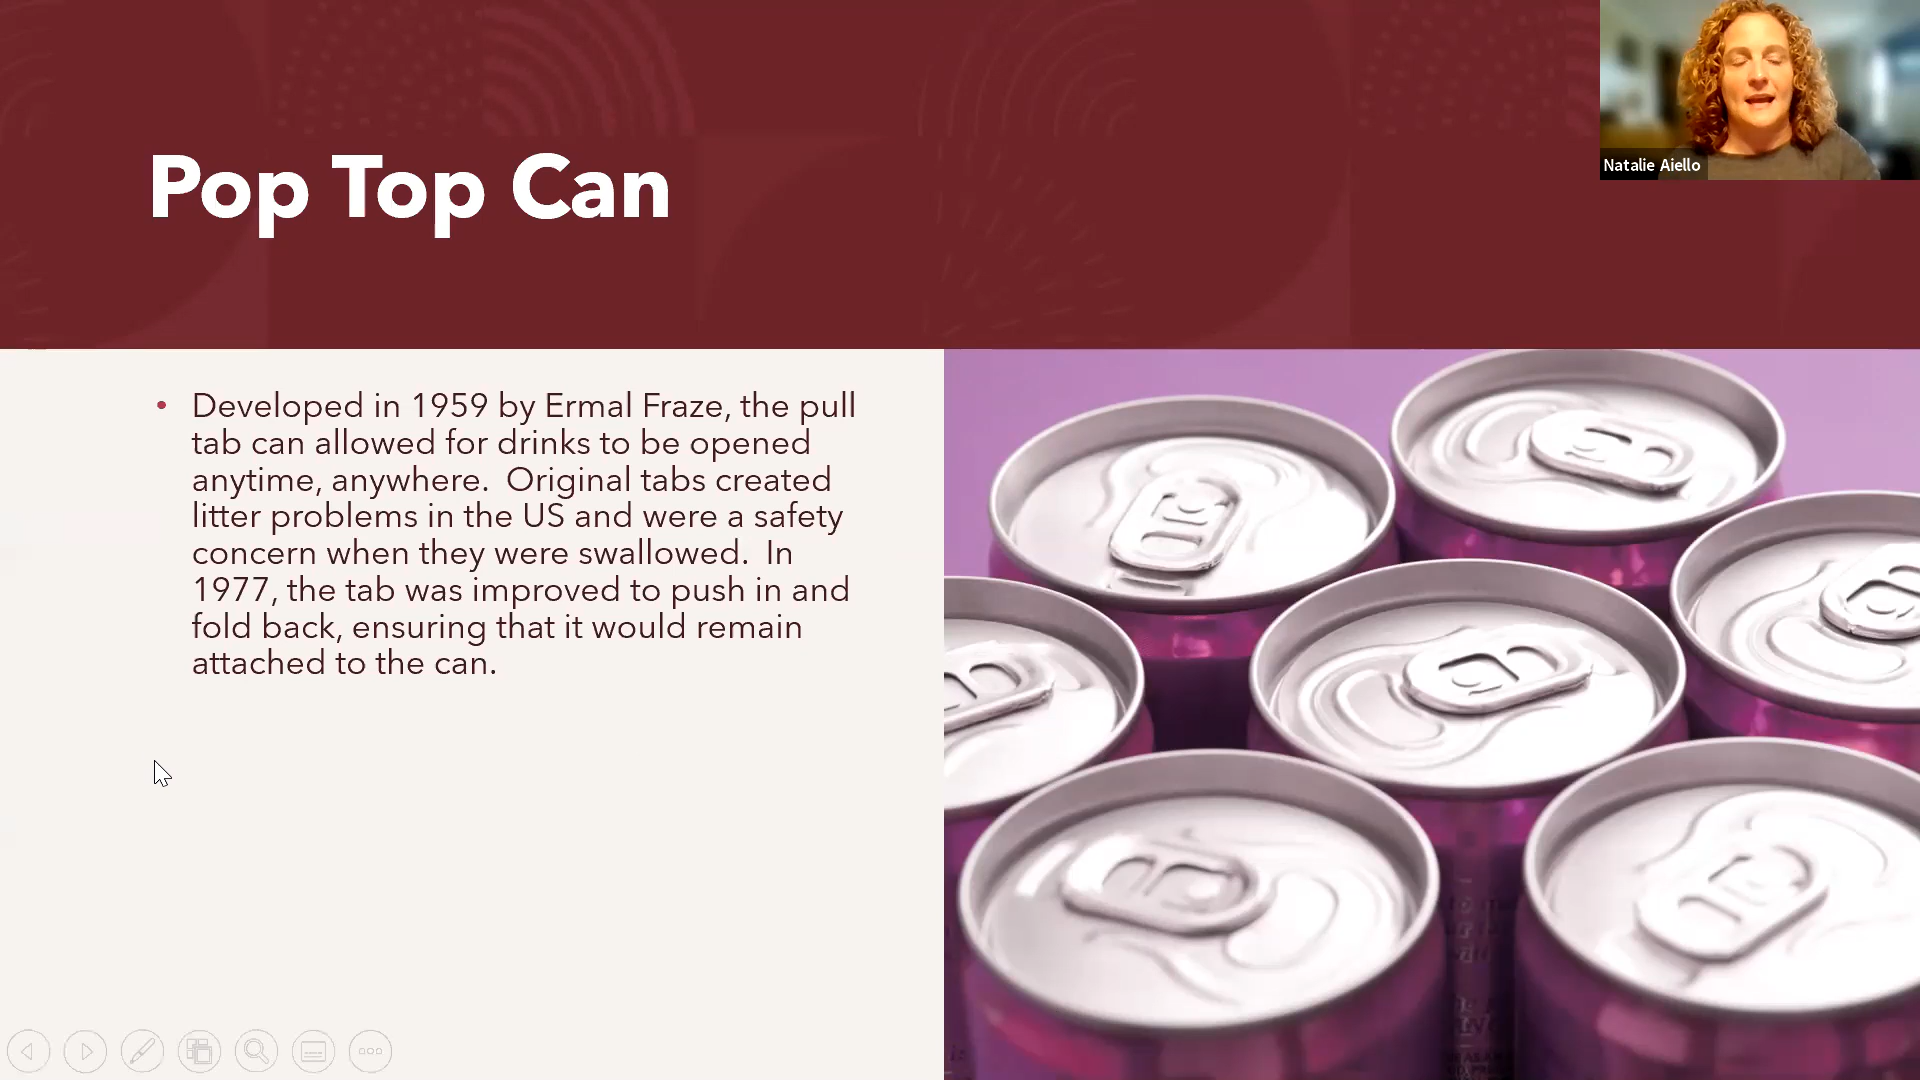 Natalie Aiello
Pop Top Can
• Developed in 1959 by Ermal Fraze, the pull
tab can allowed for drinks to be opened
anytime, anywhere.  Original tabs created
litter problems in the US and were a safety
concern when they were swallowed.  In
1977, the tab was improved to push in and
fold back, ensuring that it would remain
attached to the can.